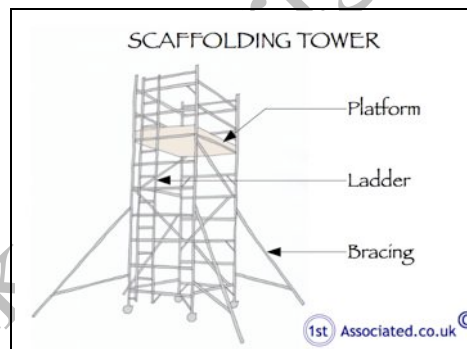 SCAFFOLDING TOWER
Platform
Ladder
Bracing
1st Associated.co.uk ©